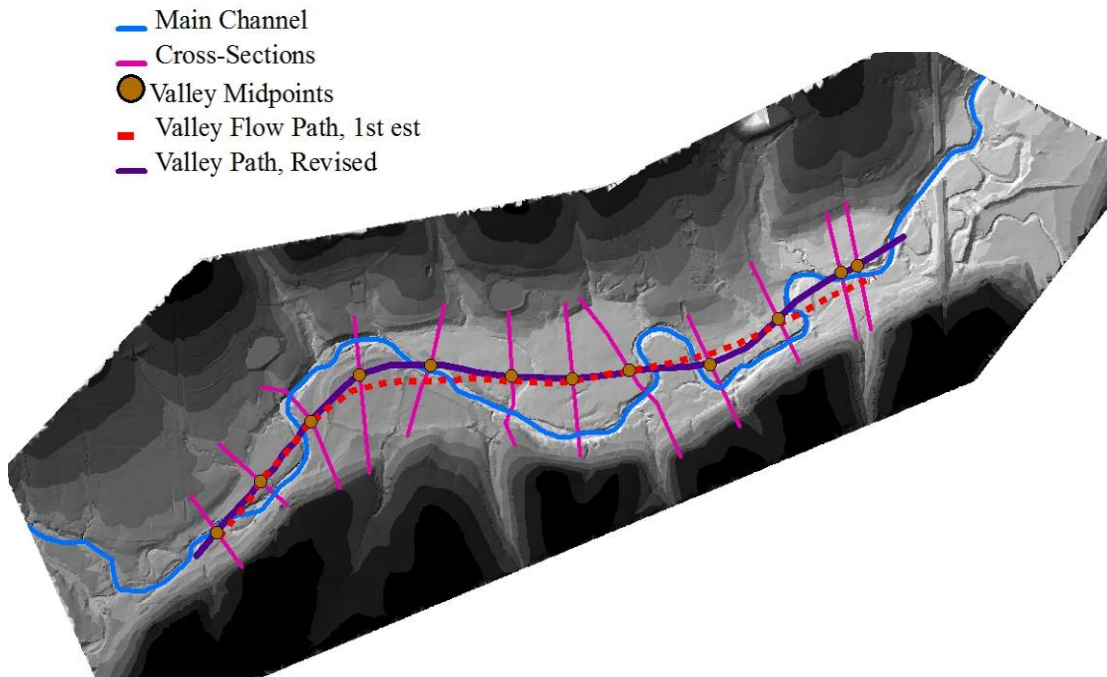 Main Channel
Cross-Sections
Valley Midpoints
Valley Flow Path, 1st est
Valley Path, Revised